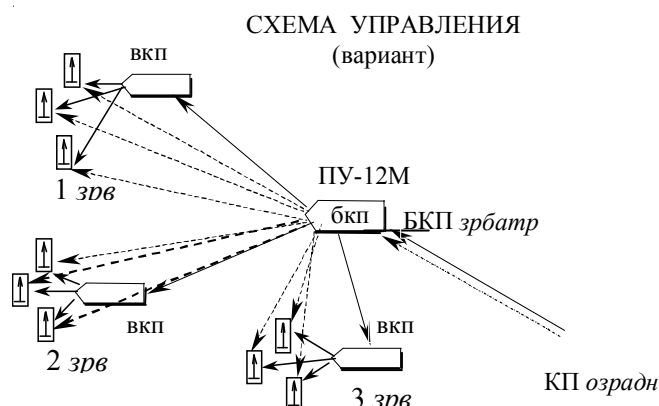 СХЕМА УПРАВЛЕНИЯ
(вариант)
вкп
1 зрв
ПУ-12М
бкп
БКП зрбатр
вкп
2 зрв
вкп
3 зрв
КП озрадн